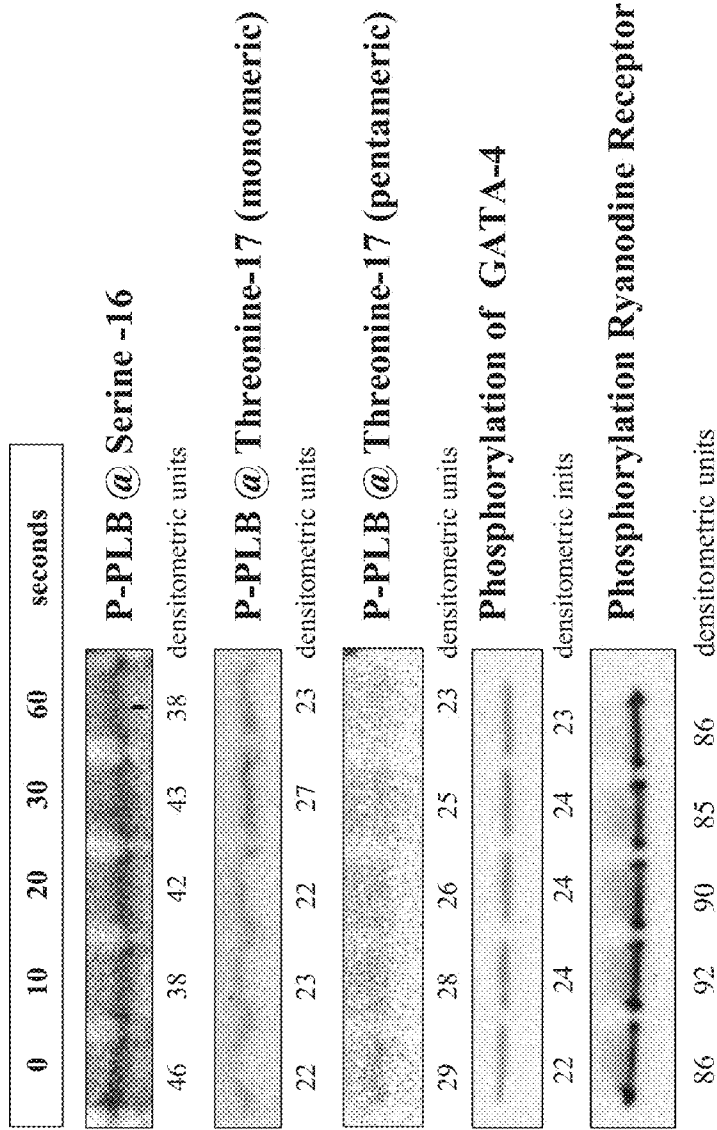 0 10 20 30 60 seconds
P-PLB @ Serine -16
46 38 42 43 38 densitometric units
P-PLB @ Threonine-17 (monomeric)
22 23 22 27 23 densitometric units
P-PLB @ Threonine-17 (pentameric)
29 28 26 25 23 densitometric units
Phosphorylation of GATA-4
22 24 24 24 23 densitometric inits
Phosphorylation Ryanodine Receptor
86 92 90 85 86 densitometric units